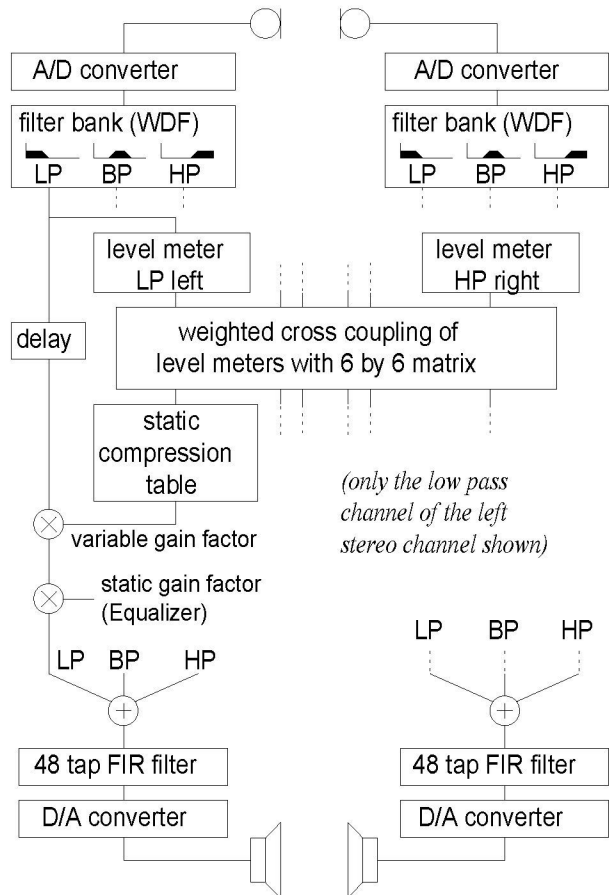 A/D converter
A/D converter
filter bank (WDF)
LP BP HP
filter bank (WDF)
LP BP HP
level meter
LP left
level meter
HP right
delay
weighted cross coupling of
level meters with 6 by 6 matrix
static
compression
table
(only the low pass
channel of the left
stereo channel shown)
variable gain factor
static gain factor
(Equalizer)
LP BP HP
LP BP HP
48 tap FIR filter
48 tap FIR filter
D/A converter
D/A converter